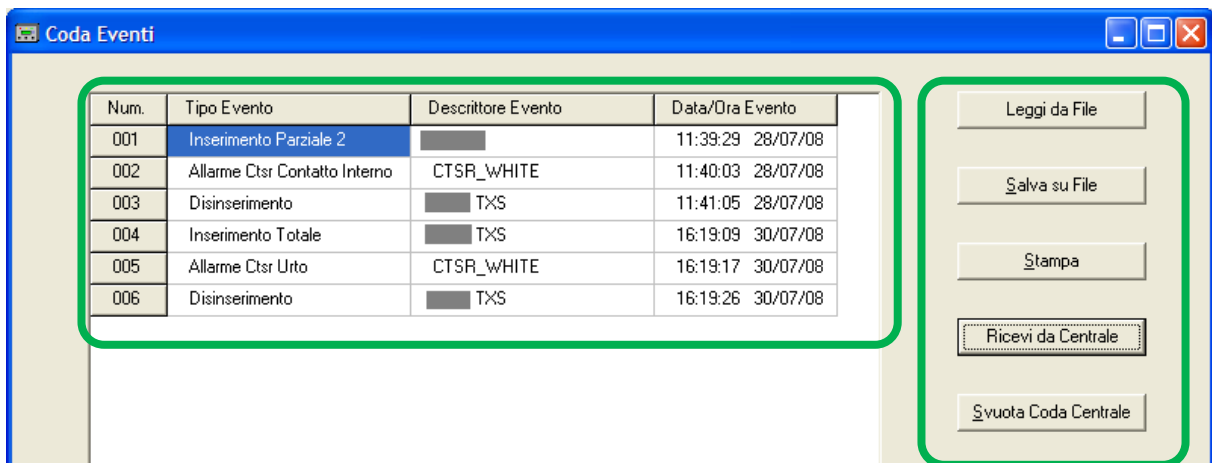 Coda Eventi
Num. Tipo Evento Descrittore Evento Data/Ora Evento
001 Inserimento Parziale 2 11:39:29 28/07/08
002 Allarme Ctsr Contatto Interno CTSR_WHITE 11:40:03 28/07/08
003 Disinserimento TXS 11:41:05 28/07/08
004 Inserimento Totale TXS 16:19:09 30/07/08
005 Allarme Ctsr Urto CTSR_WHITE 16:19:17 30/07/08
006 Disinserimento TXS 16:19:26 30/07/08
Leggi da File
Salva su File
Stampa
Ricevi da Centrale
Svuota Coda Centrale